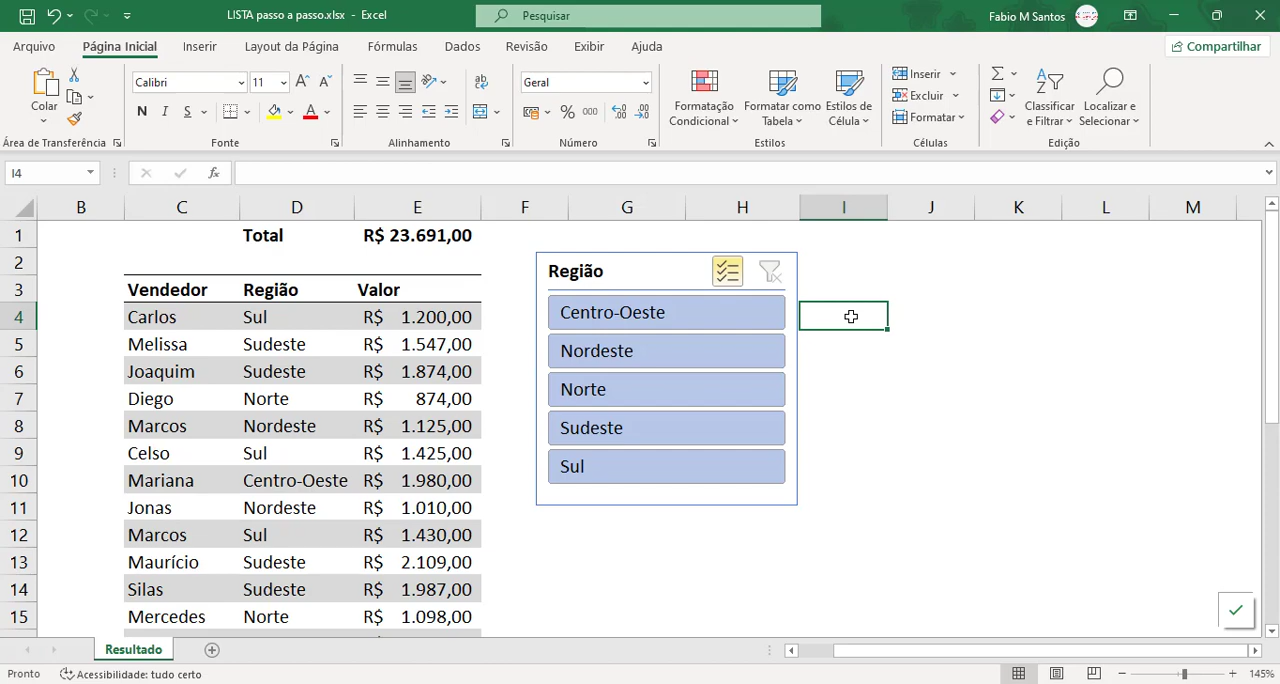 LISTA passo a passo.xlsx - Excel
Pesquisar
Fabio M Santos
Arquivo Página Inicial Inserir Layout da Página Fórmulas Dados Revisão Exibir Ajuda Compartilhar
Colar
Área de Transferência
Calibri 11
N I S
Fonte
Alinhamento
Geral
% 000
Número
Formatação Condicional
Formatar como Tabela
Estilos de Célula
Estilos
Inserir
Excluir
Formatar
Células
Classificar e Filtrar
Localizar e Selecionar
Edição
I4 fx
B C D E F G H I J K L M
1 Total R$ 23.691,00
2
3 Vendedor Região Valor
4 Carlos Sul R$ 1.200,00
5 Melissa Sudeste R$ 1.547,00
6 Joaquim Sudeste R$ 1.874,00
7 Diego Norte R$ 874,00
8 Marcos Nordeste R$ 1.125,00
9 Celso Sul R$ 1.425,00
10 Mariana Centro-Oeste R$ 1.980,00
11 Jonas Nordeste R$ 1.010,00
12 Marcos Sul R$ 1.430,00
13 Maurício Sudeste R$ 2.109,00
14 Silas Sudeste R$ 1.987,00
15 Mercedes Norte R$ 1.098,00
Região
Centro-Oeste
Nordeste
Norte
Sudeste
Sul
Resultado
Pronto Acessibilidade: tudo certo 145%